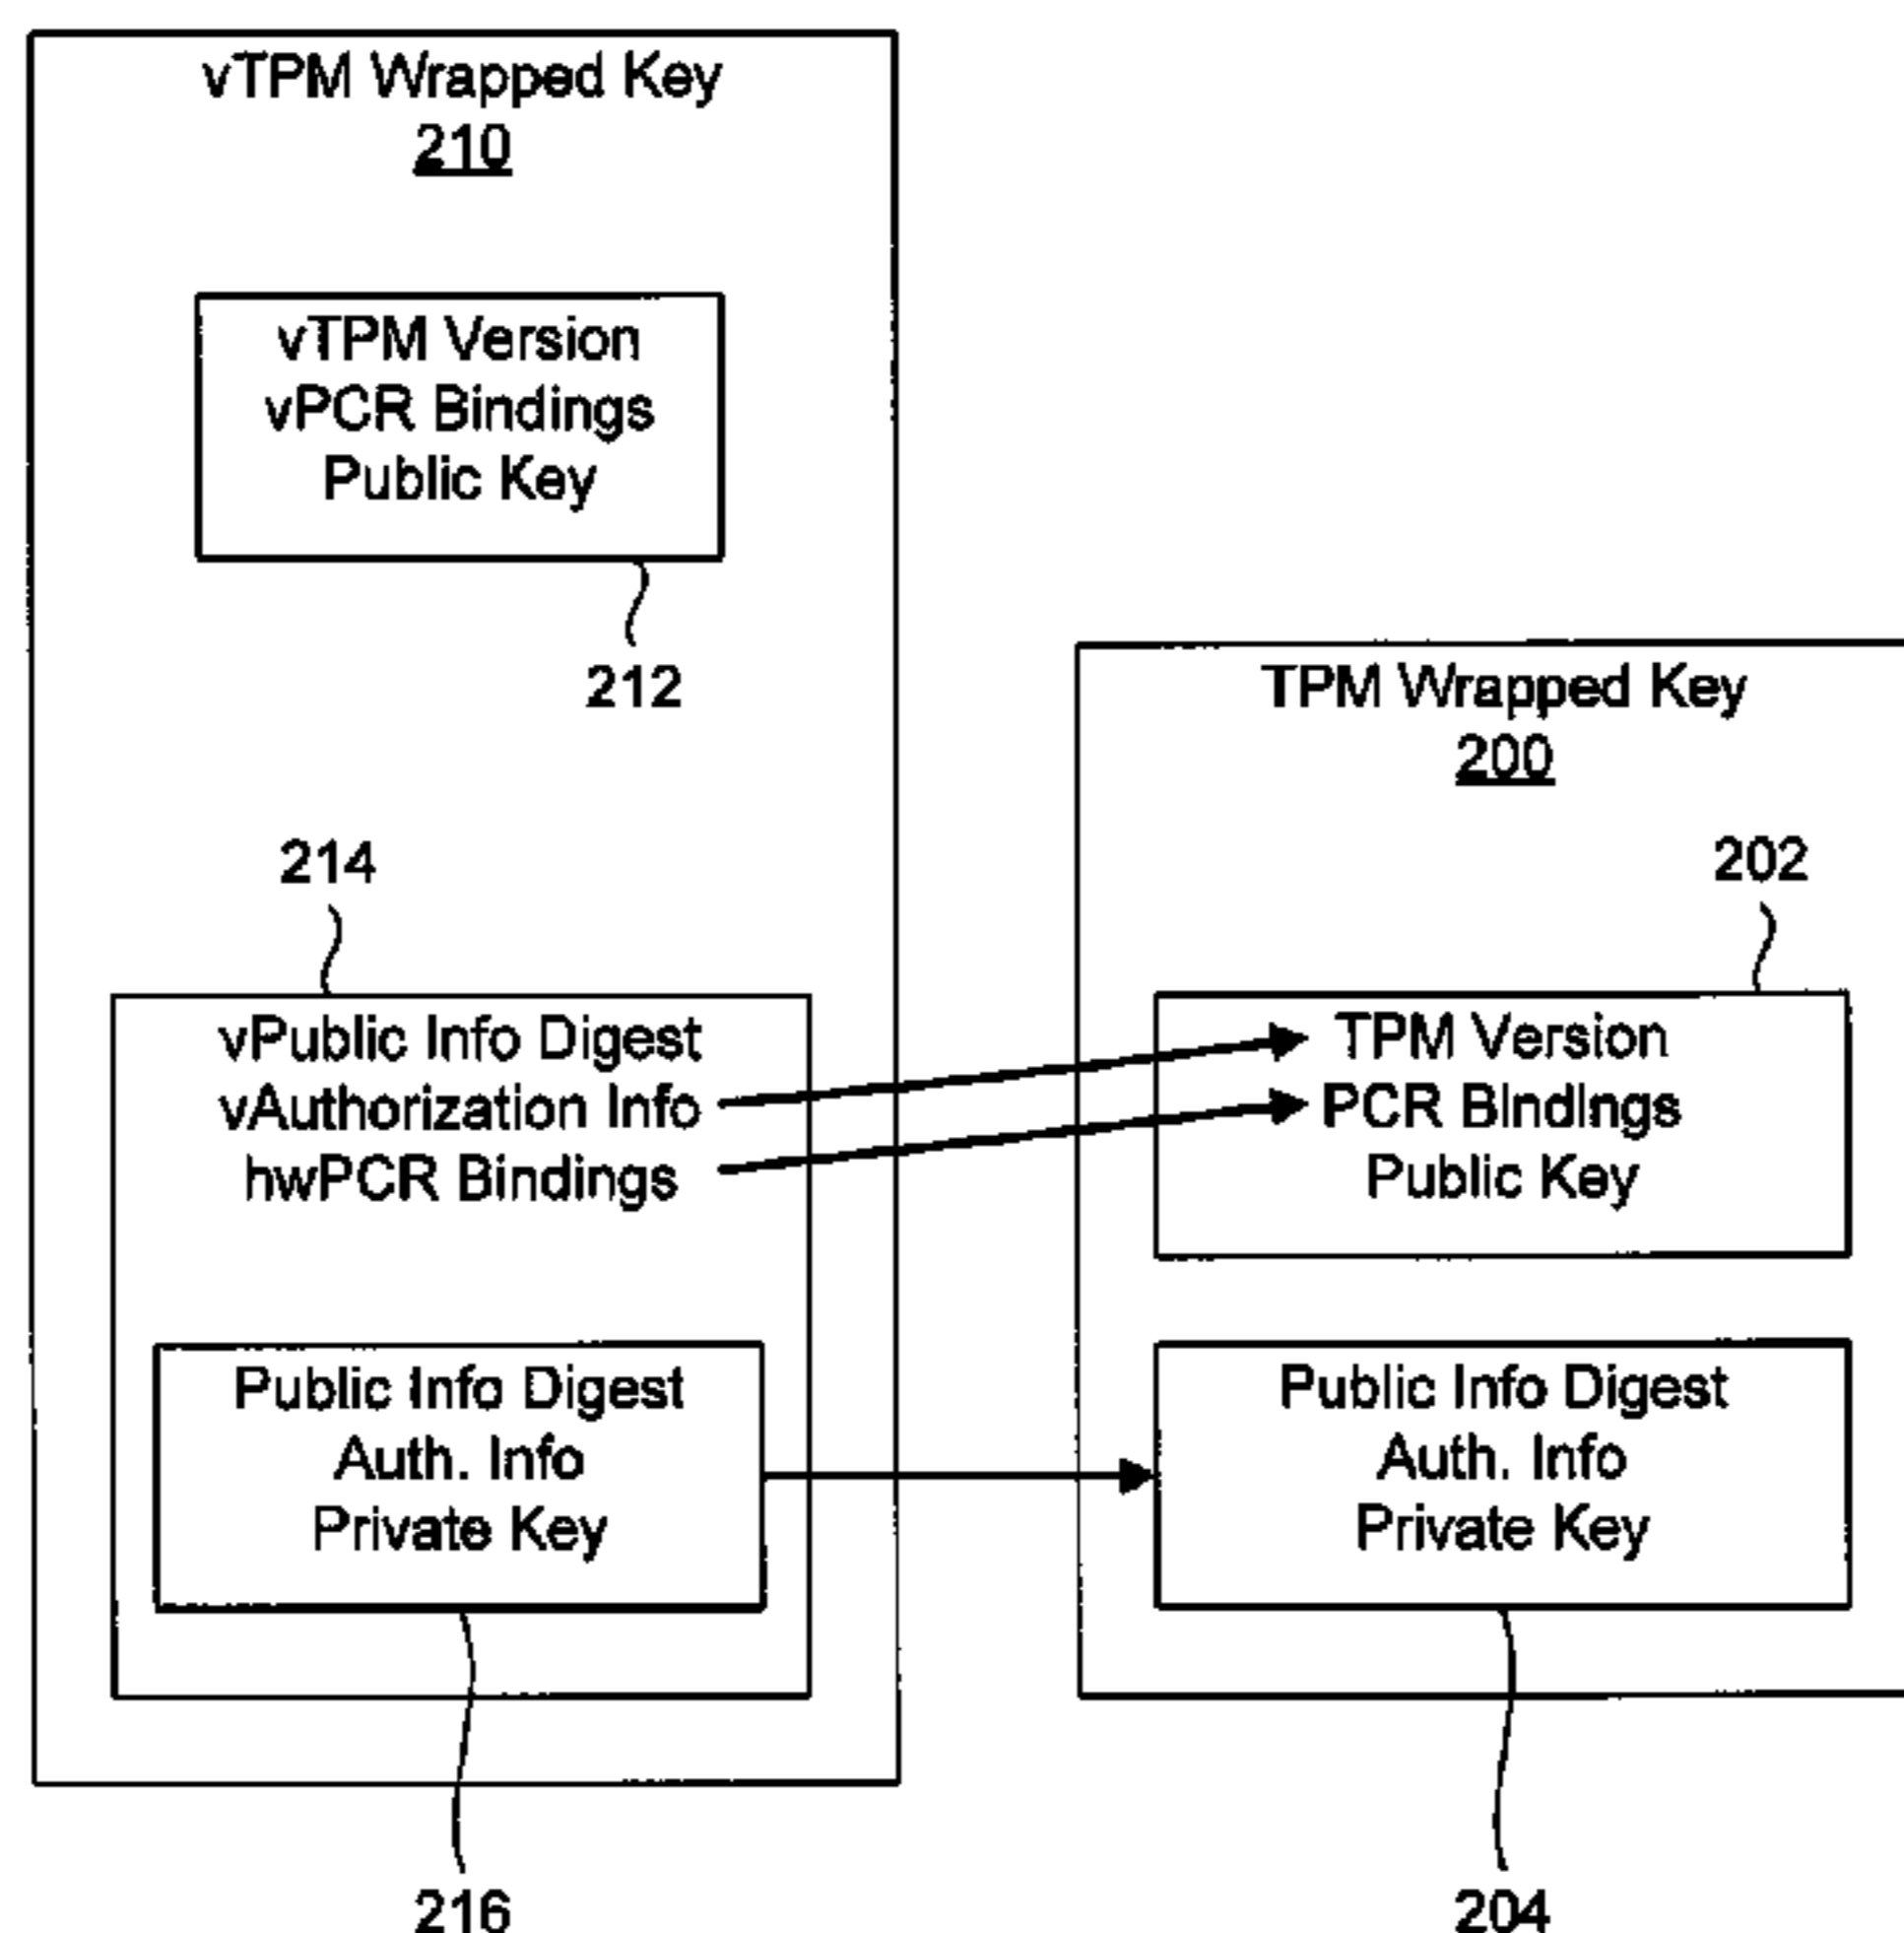 vTPM Wrapped Key
210
vTPM Version
vPCR Bindings
Public Key
212
214
vPublic Info Digest
vAuthorization Info
hwPCR Bindings
Public Info Digest
Auth. Info
Private Key
216
TPM Wrapped Key
200
202
TPM Version
PCR Bindings
Public Key
Public Info Digest
Auth. Info
Private Key
204